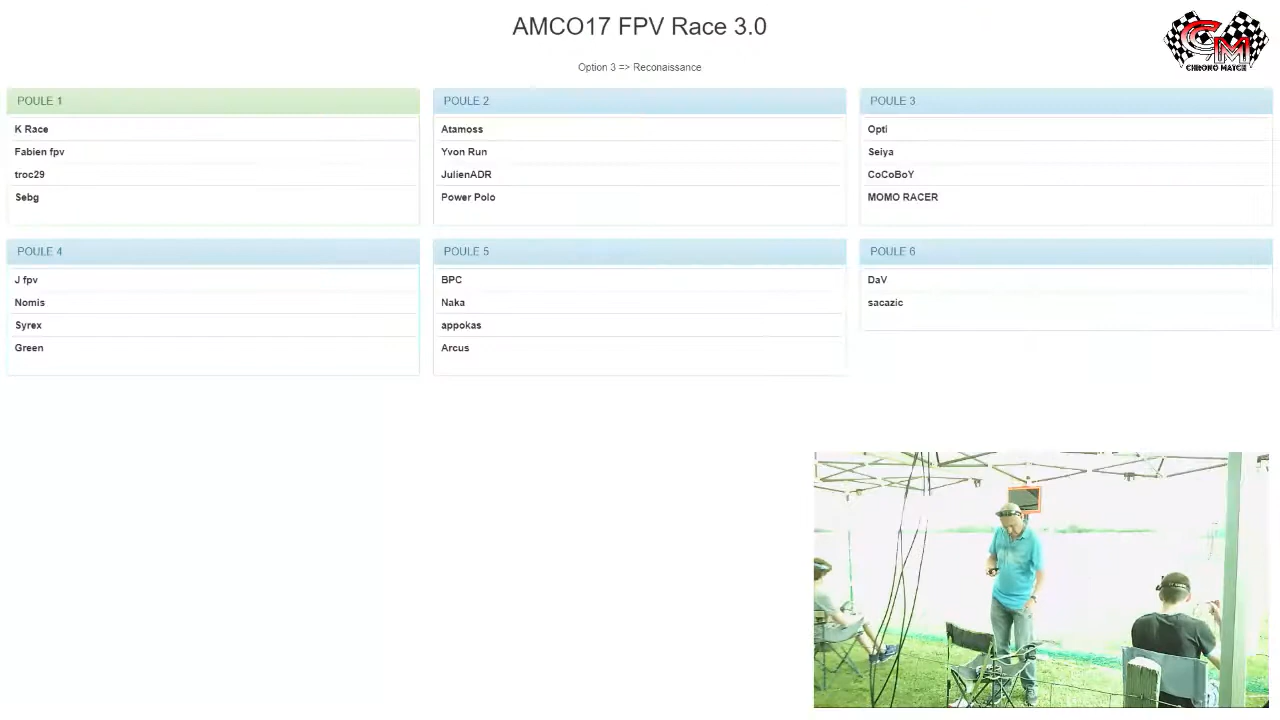 AMCO17 FPV Race 3.0
CM
CHRONO MATCH
Option 3 => Reconaissance
POULE 1
K Race
Fabien fpv
troc29
Sebg
POULE 2
Atamoss
Yvon Run
JulienADR
Power Polo
POULE 3
Opti
Seiya
CoCoBoY
MOMO RACER
POULE 4
J fpv
Nomis
Syrex
Green
POULE 5
BPC
Naka
appokas
Arcus
POULE 6
DaV
sacazic